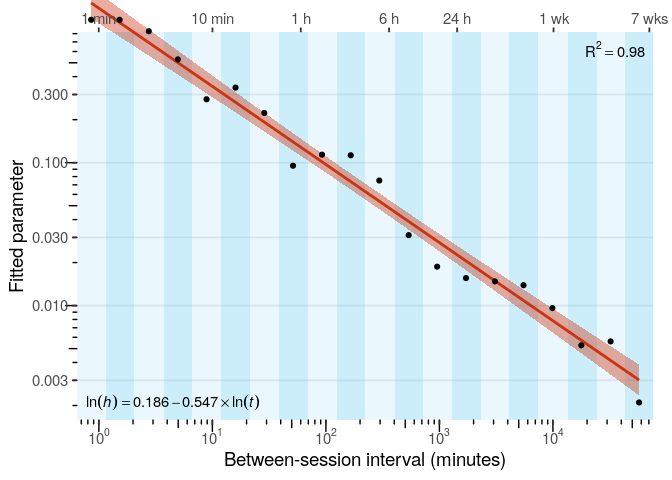 1 min 10 min 1 h 6 h 24 h 1 wk 7 wks
R² = 0.98
0.300
0.100
0.030
0.010
0.003
Fitted parameter
ln(h) = 0.186 − 0.547 × ln(t)
10⁰ 10¹ 10² 10³ 10⁴
Between-session interval (minutes)